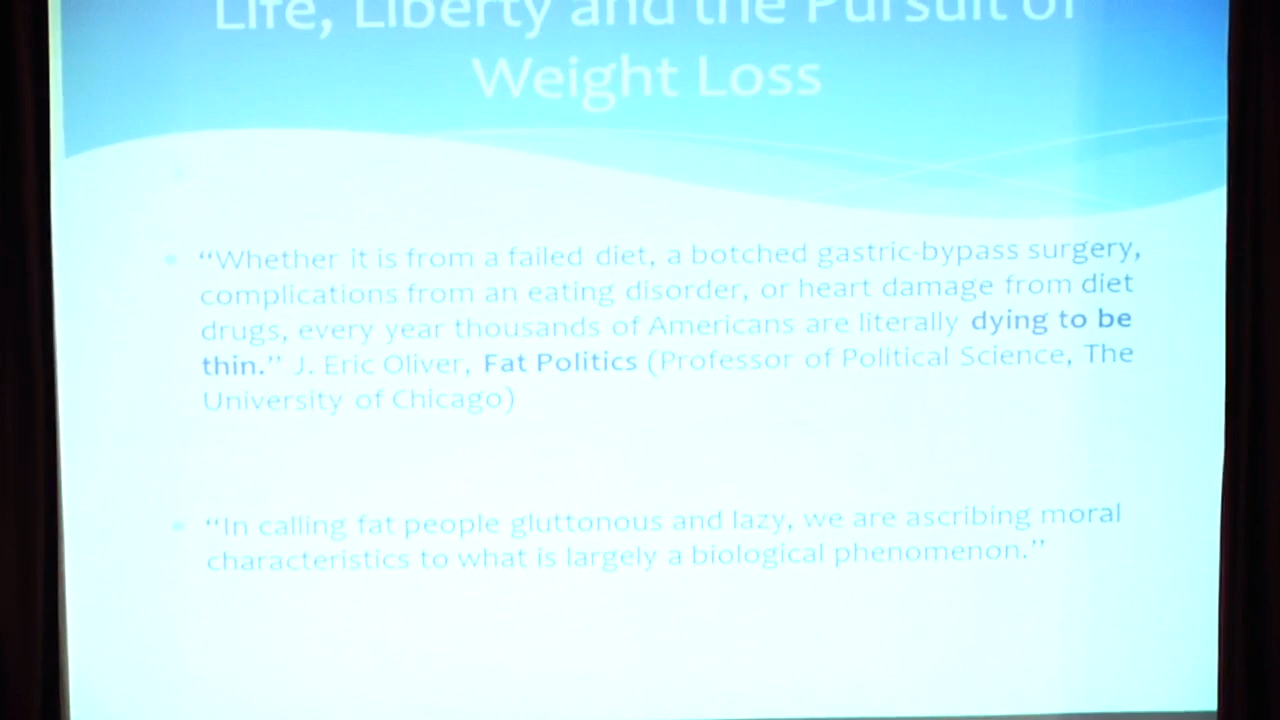 Life, Liberty and the Pursuit of
Weight Loss
“Whether it is from a failed diet, a botched gastric-bypass surgery,
complications from an eating disorder, or heart damage from diet
drugs, every year thousands of Americans are literally dying to be
thin.” J. Eric Oliver, Fat Politics (Professor of Political Science, The
University of Chicago)
“In calling fat people gluttonous and lazy, we are ascribing moral
characteristics to what is largely a biological phenomenon.”